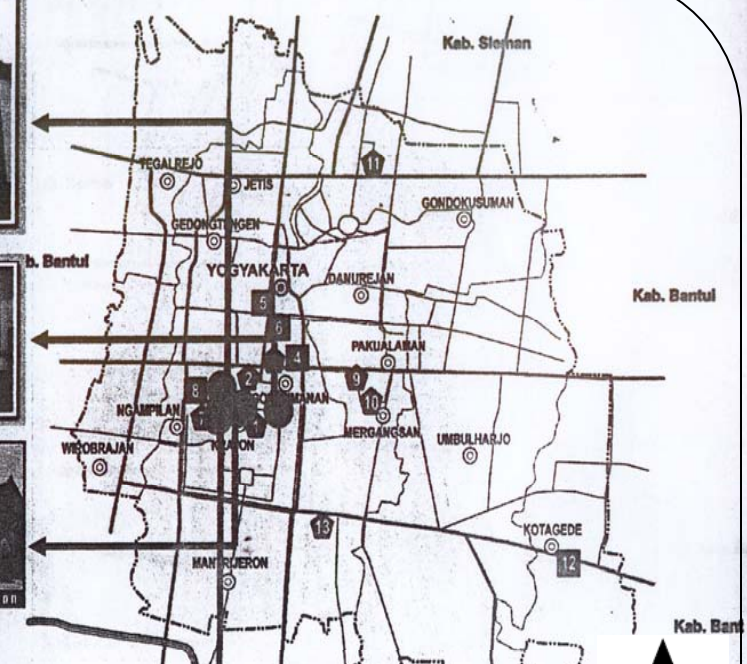 Kab. Sleman
TEGALREJO
11
JETIS
GONDOKUSUMAN
GEDONGTENGEN
b. Bantul
YOGYAKARTA
DANUREJAN
5
Kab. Bantul
6
4
PAKUALAMAN
2
9
8
10
NGAMPILAN
MERGANGSAN
KRATON
UMBULHARJO
WIROBRAJAN
13
KOTAGEDE
12
MANTRIJERON
Kab. Bant